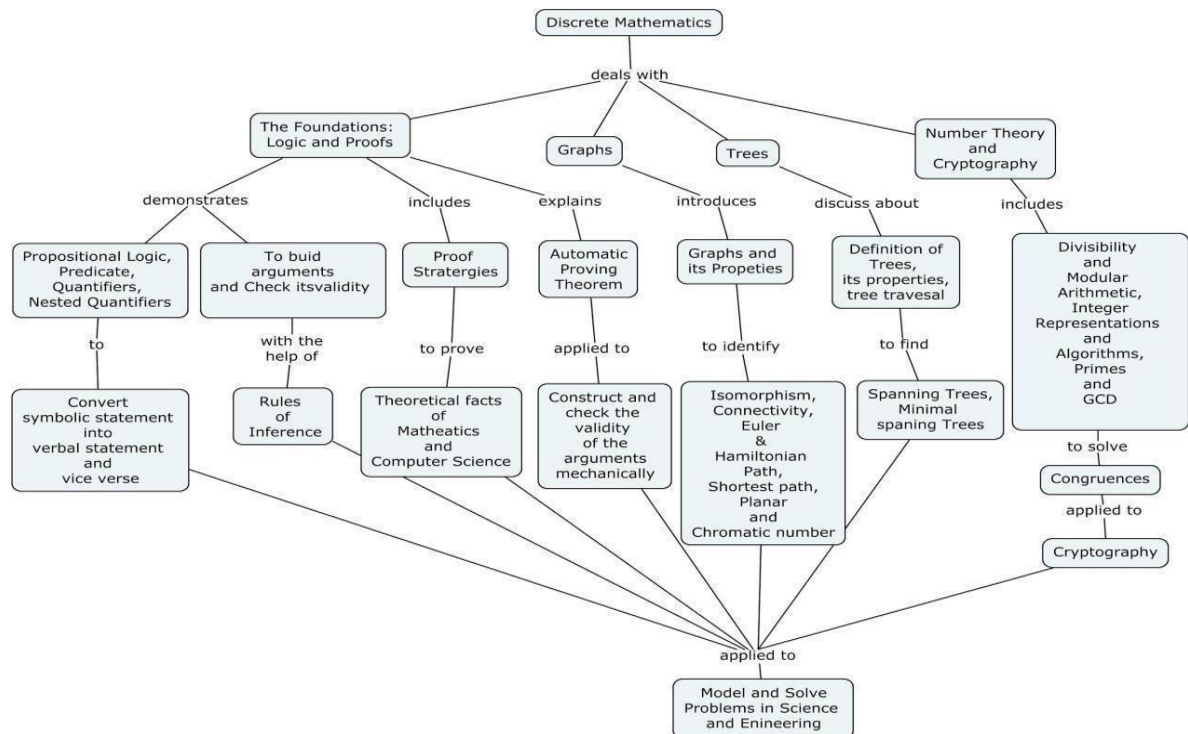 Discrete Mathematics
deals with
The Foundations:
Logic and Proofs
Graphs
Trees
Number Theory
and
Cryptography
demonstrates
includes
explains
introduces
discuss about
includes
Propositional Logic,
Predicate,
Quantifiers,
Nested Quantifiers
To buid
arguments
and Check itsvalidity
Proof
Stratergies
Automatic
Proving
Theorem
Graphs and
its Propeties
Definition of
Trees,
its properties,
tree travesal
Divisibility
and
Modular
Arithmetic,
Integer
Representations
and
Algorithms,
Primes
and
GCD
to
with the
help of
to prove
applied to
to identify
to find
Convert
symbolic statement
into
verbal statement
and
vice verse
Rules
of
Inference
Theoretical facts
of
Matheatics
and
Computer Science
Construct and
check the
validity
of the
arguments
mechanically
Isomorphism,
Connectivity,
Euler
&
Hamiltonian
Path,
Shortest path,
Planar
and
Chromatic number
Spanning Trees,
Minimal
spaning Trees
to solve
Congruences
applied to
Cryptography
applied to
Model and Solve
Problems in Science
and Enineering